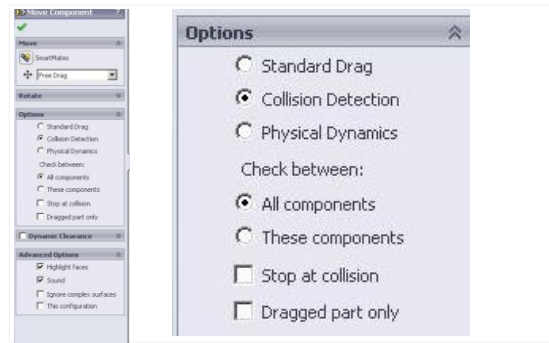 Move Component ?
Move
SmartMates
Free Drag
Rotate
Options
Standard Drag
Collision Detection
Physical Dynamics
Check between:
All components
These components
Stop at collision
Dragged part only
Dynamic Clearance
Advanced Options
Highlight Faces
Sound
Ignore complex surfaces
This configuration
Options
Standard Drag
Collision Detection
Physical Dynamics
Check between:
All components
These components
Stop at collision
Dragged part only